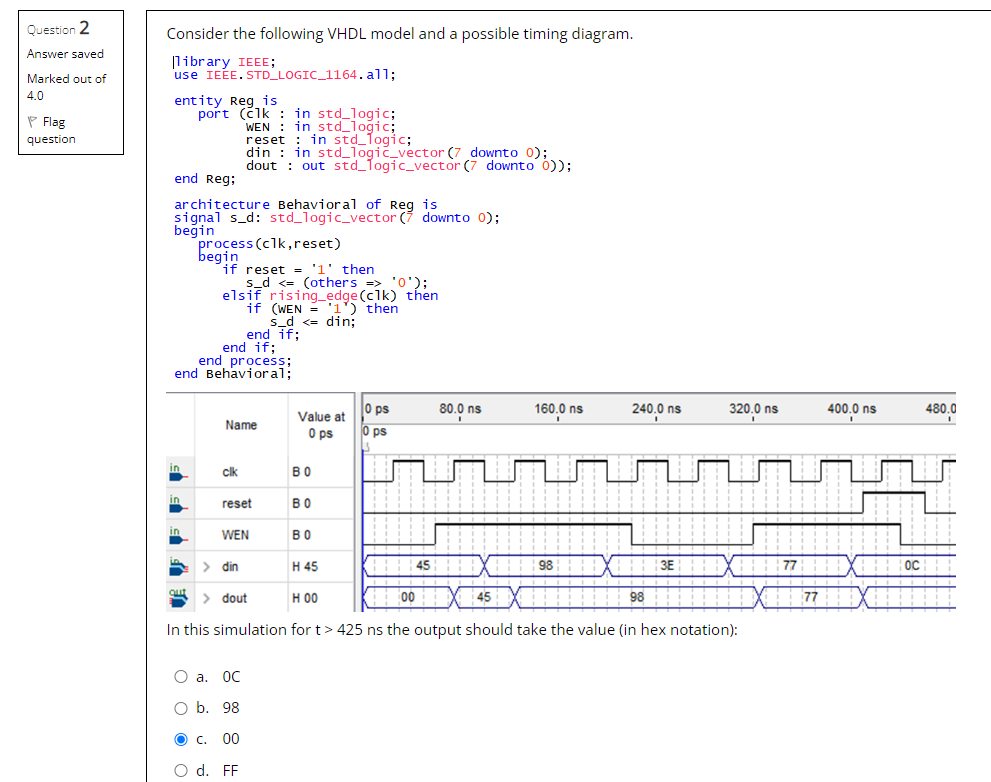 Question 2
Answer saved
Marked out of
4.0
Flag
question
Consider the following VHDL model and a possible timing diagram.
library IEEE;
use IEEE.STD_LOGIC_1164.all;
entity Reg is
port (clk : in std_logic;
WEN : in std_logic;
reset : in std_logic;
din : in std_logic_vector(7 downto 0);
dout : out std_logic_vector(7 downto 0));
end Reg;
architecture Behavioral of Reg is
signal s_d: std_logic_vector(7 downto 0);
begin
process(clk,reset)
begin
if reset = '1' then
s_d <= (others => '0');
elsif rising_edge(clk) then
if (WEN = '1') then
s_d <= din;
end if;
end if;
end process;
end Behavioral;
Name Value at 0 ps
0 ps 80.0 ns 160.0 ns 240.0 ns 320.0 ns 400.0 ns 480.0
0 ps
in clk B 0
in reset B 0
in WEN B 0
in > din H 45 45 98 3E 77 0C
out > dout H 00 00 45 98 77
In this simulation for t > 425 ns the output should take the value (in hex notation):
a. 0C
b. 98
c. 00
d. FF